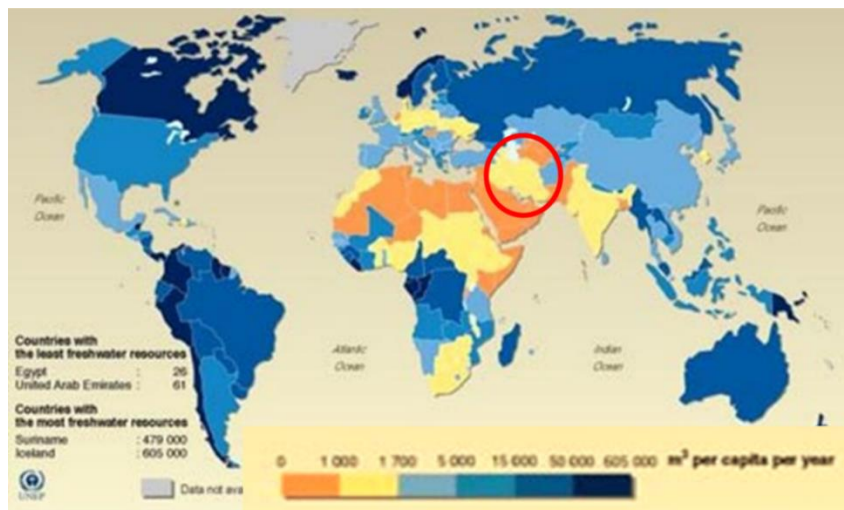 Pacific
Ocean
Pacific
Ocean
Atlantic
Ocean
Indian
Ocean
Countries with
the least freshwater resources
Egypt : 26
United Arab Emirates : 61
Countries with
the most freshwater resources
Suriname : 479 000
Iceland : 605 000
UNEP
Data not ava
0 1 000 1 700 5 000 15 000 50 000 605 000 m³ per capita per year